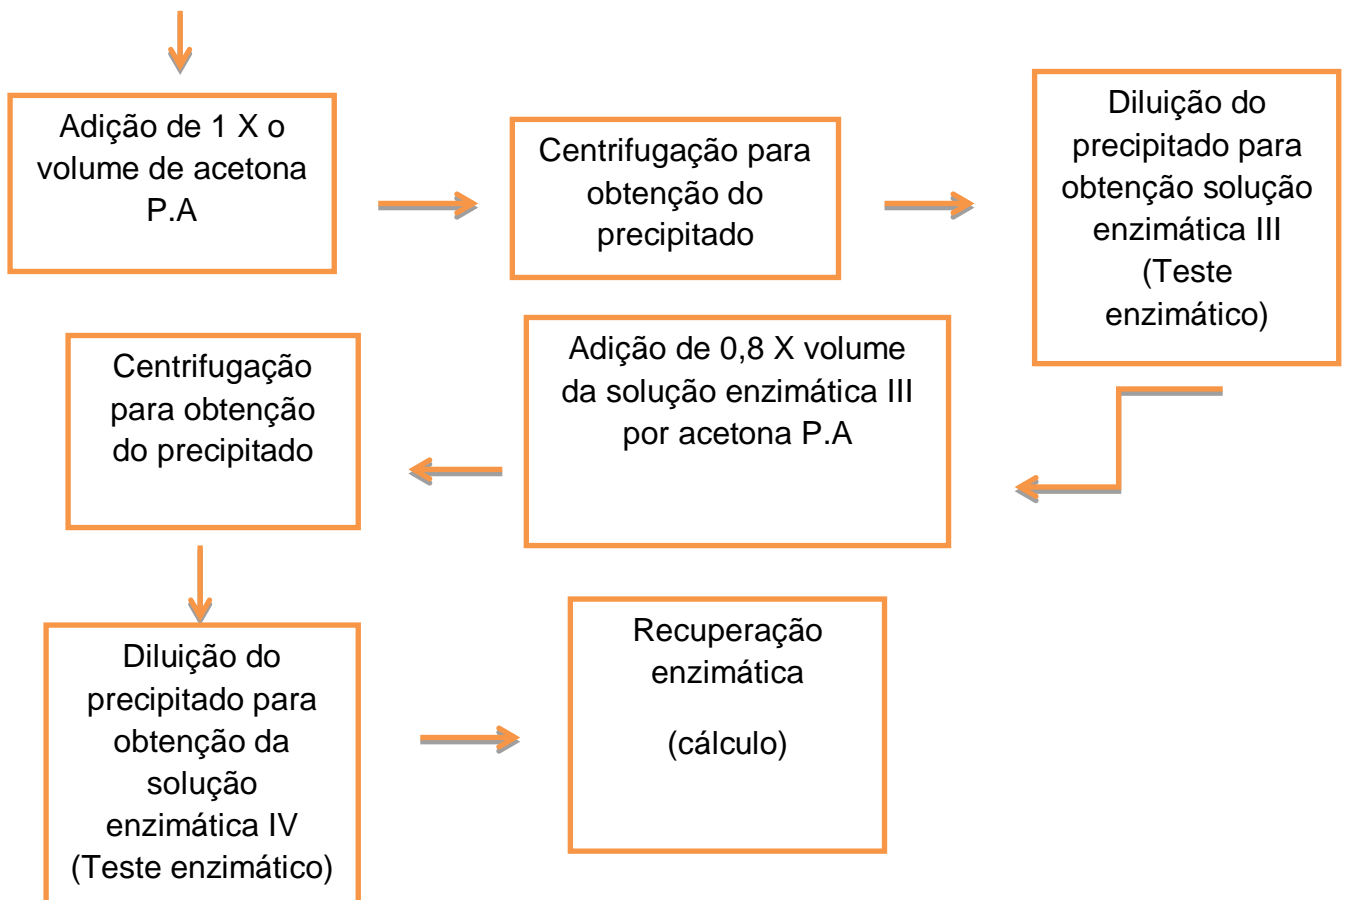 Adição de 1 X o
volume de acetona
P.A
Centrifugação para
obtenção do
precipitado
Diluição do
precipitado para
obtenção solução
enzimática III
(Teste
enzimático)
Adição de 0,8 X volume
da solução enzimática III
por acetona P.A
Centrifugação
para obtenção
do precipitado
Diluição do
precipitado para
obtenção da
solução
enzimática IV
(Teste enzimático)
Recuperação
enzimática
(cálculo)